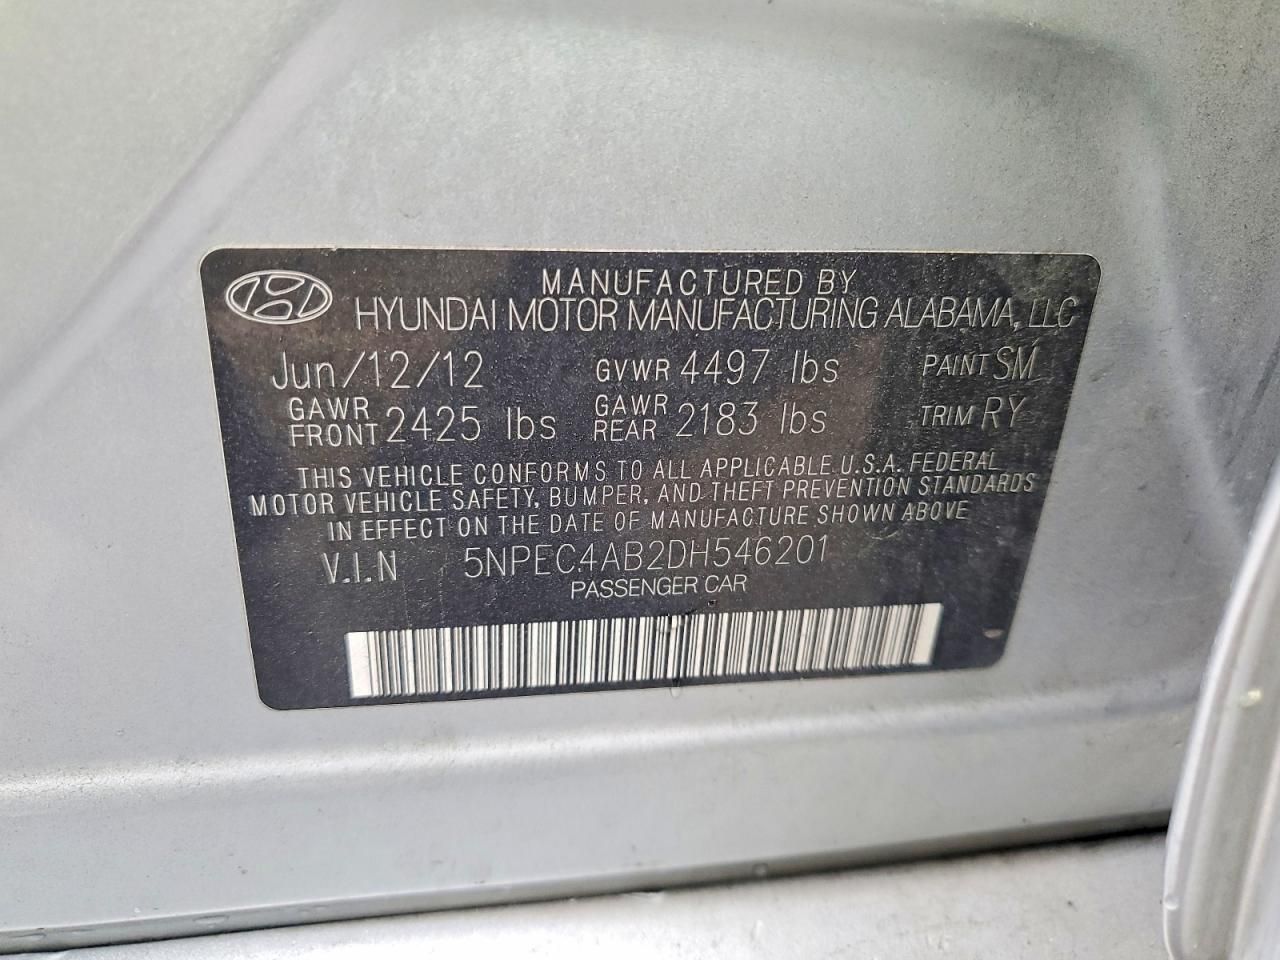 MANUFACTURED BY
HYUNDAI MOTOR MANUFACTURING ALABAMA, LLC
Jun/12/12 GVWR 4497 lbs PAINT SM
GAWR FRONT 2425 lbs GAWR REAR 2183 lbs TRIM RY
THIS VEHICLE CONFORMS TO ALL APPLICABLE U.S.A. FEDERAL
MOTOR VEHICLE SAFETY, BUMPER, AND THEFT PREVENTION STANDARDS
IN EFFECT ON THE DATE OF MANUFACTURE SHOWN ABOVE
V.I.N 5NPEC4AB2DH546201
PASSENGER CAR